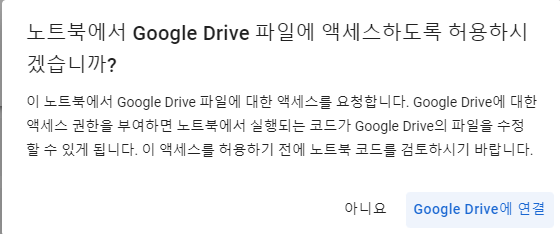 노트북에서 Google Drive 파일에 액세스하도록 허용하시
겠습니까?
이 노트북에서 Google Drive 파일에 대한 액세스를 요청합니다. Google Drive에 대한
액세스 권한을 부여하면 노트북에서 실행되는 코드가 Google Drive의 파일을 수정
할 수 있게 됩니다. 이 액세스를 허용하기 전에 노트북 코드를 검토하시기 바랍니다.
아니요 Google Drive에 연결